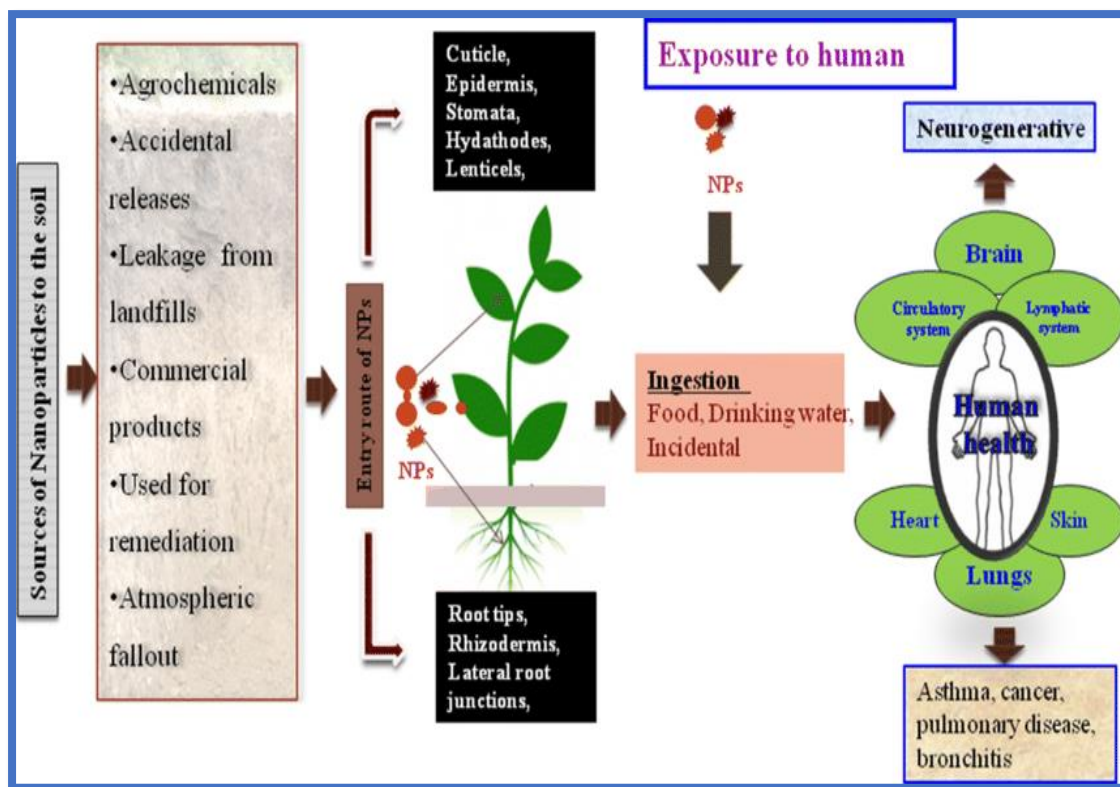 Sources of Nanoparticles to the soil
•Agrochemicals
•Accidental
releases
•Leakage from
landfills
•Commercial
products
•Used for
remediation
•Atmospheric
fallout
Entry route of NPs
Cuticle,
Epidermis,
Stomata,
Hydathodes,
Lenticels,
NPs
Root tips,
Rhizodermis,
Lateral root
junctions,
Exposure to human
NPs
Ingestion
Food, Drinking water,
Incidental
Neurogenerative
Brain
Circulatory
system
Lymphatic
system
Human
health
Heart
Skin
Lungs
Asthma, cancer,
pulmonary disease,
bronchitis